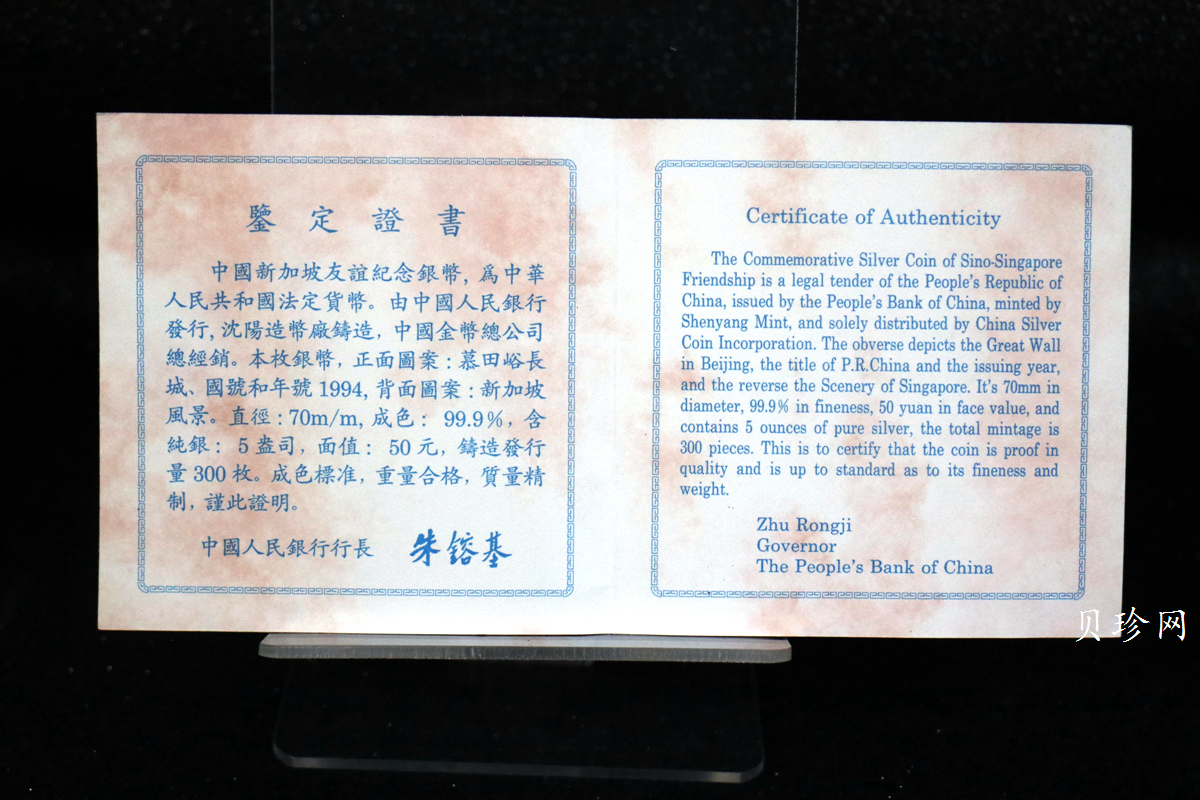 鑒定證書
中國新加坡友誼紀念銀幣，爲中華
人民共和國法定貨幣。由中國人民銀行
發行，沈陽造幣廠鑄造，中國金幣總公司
總經銷。本枚銀幣，正面圖案：慕田峪長
城、國號和年號1994，背面圖案：新加坡
風景。直徑：70m/m，成色：99.9%，含
純銀：5盎司，面值：50元，鑄造發行
量300枚。成色標准，重量合格，質量精
制，謹此證明。
中國人民銀行行長 朱鎔基
Certificate of Authenticity
The Commemorative Silver Coin of Sino-Singapore
Friendship is a legal tender of the People's Republic of
China, issued by the People's Bank of China, minted by
Shenyang Mint, and solely distributed by China Silver
Coin Incorporation. The obverse depicts the Great Wall
in Beijing, the title of P.R.China and the issuing year,
and the reverse the Scenery of Singapore. It's 70mm in
diameter, 99.9% in fineness, 50 yuan in face value, and
contains 5 ounces of pure silver, the total mintage is
300 pieces. This is to certify that the coin is proof in
quality and is up to standard as to its fineness and
weight.
Zhu Rongji
Governor
The People's Bank of China
贝珍网